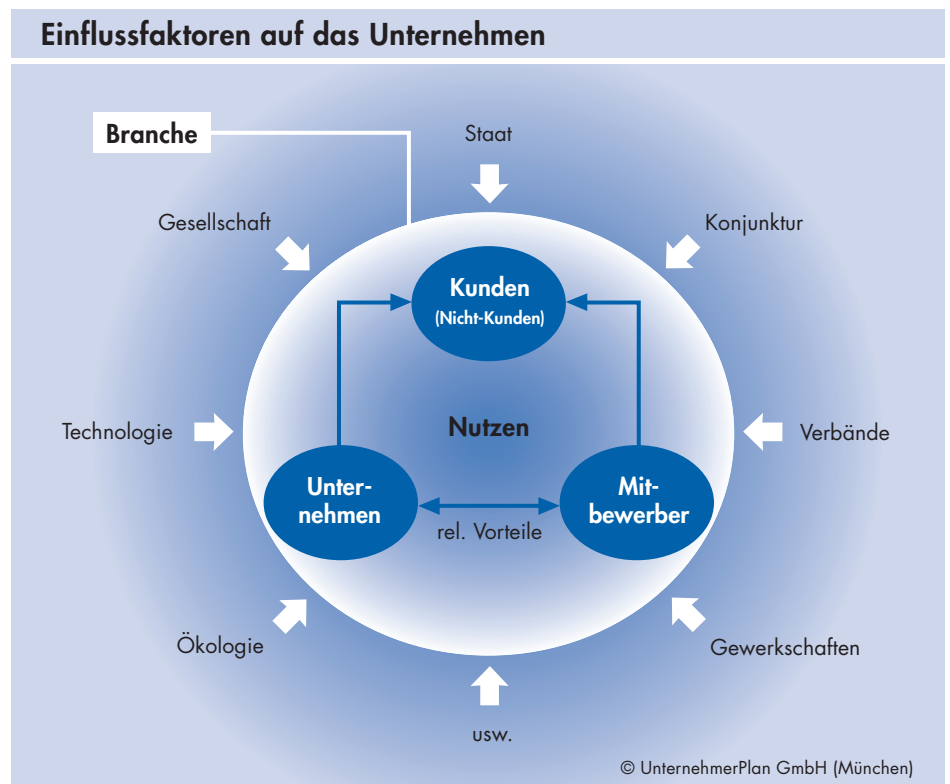 Einflussfaktoren auf das Unternehmen
Branche
Staat
Gesellschaft
Konjunktur
Kunden
(Nicht-Kunden)
Technologie
Nutzen
Verbände
Unter-
nehmen
Mit-
bewerber
rel. Vorteile
Ökologie
Gewerkschaften
usw.
© UnternehmerPlan GmbH (München)